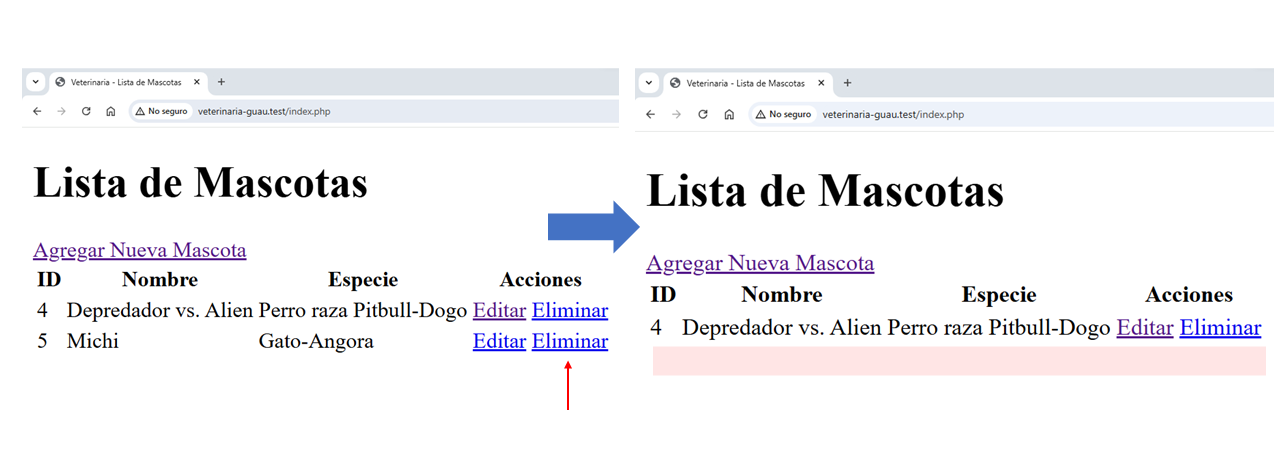 Veterinaria - Lista de Mascotas
No seguro veterinaria-guau.test/index.php
Lista de Mascotas
Agregar Nueva Mascota
ID Nombre Especie Acciones
4 Depredador vs. Alien Perro raza Pitbull-Dogo Editar Eliminar
5 Michi Gato-Angora Editar Eliminar
Veterinaria - Lista de Mascotas
No seguro veterinaria-guau.test/index.php
Lista de Mascotas
Agregar Nueva Mascota
ID Nombre Especie Acciones
4 Depredador vs. Alien Perro raza Pitbull-Dogo Editar Eliminar